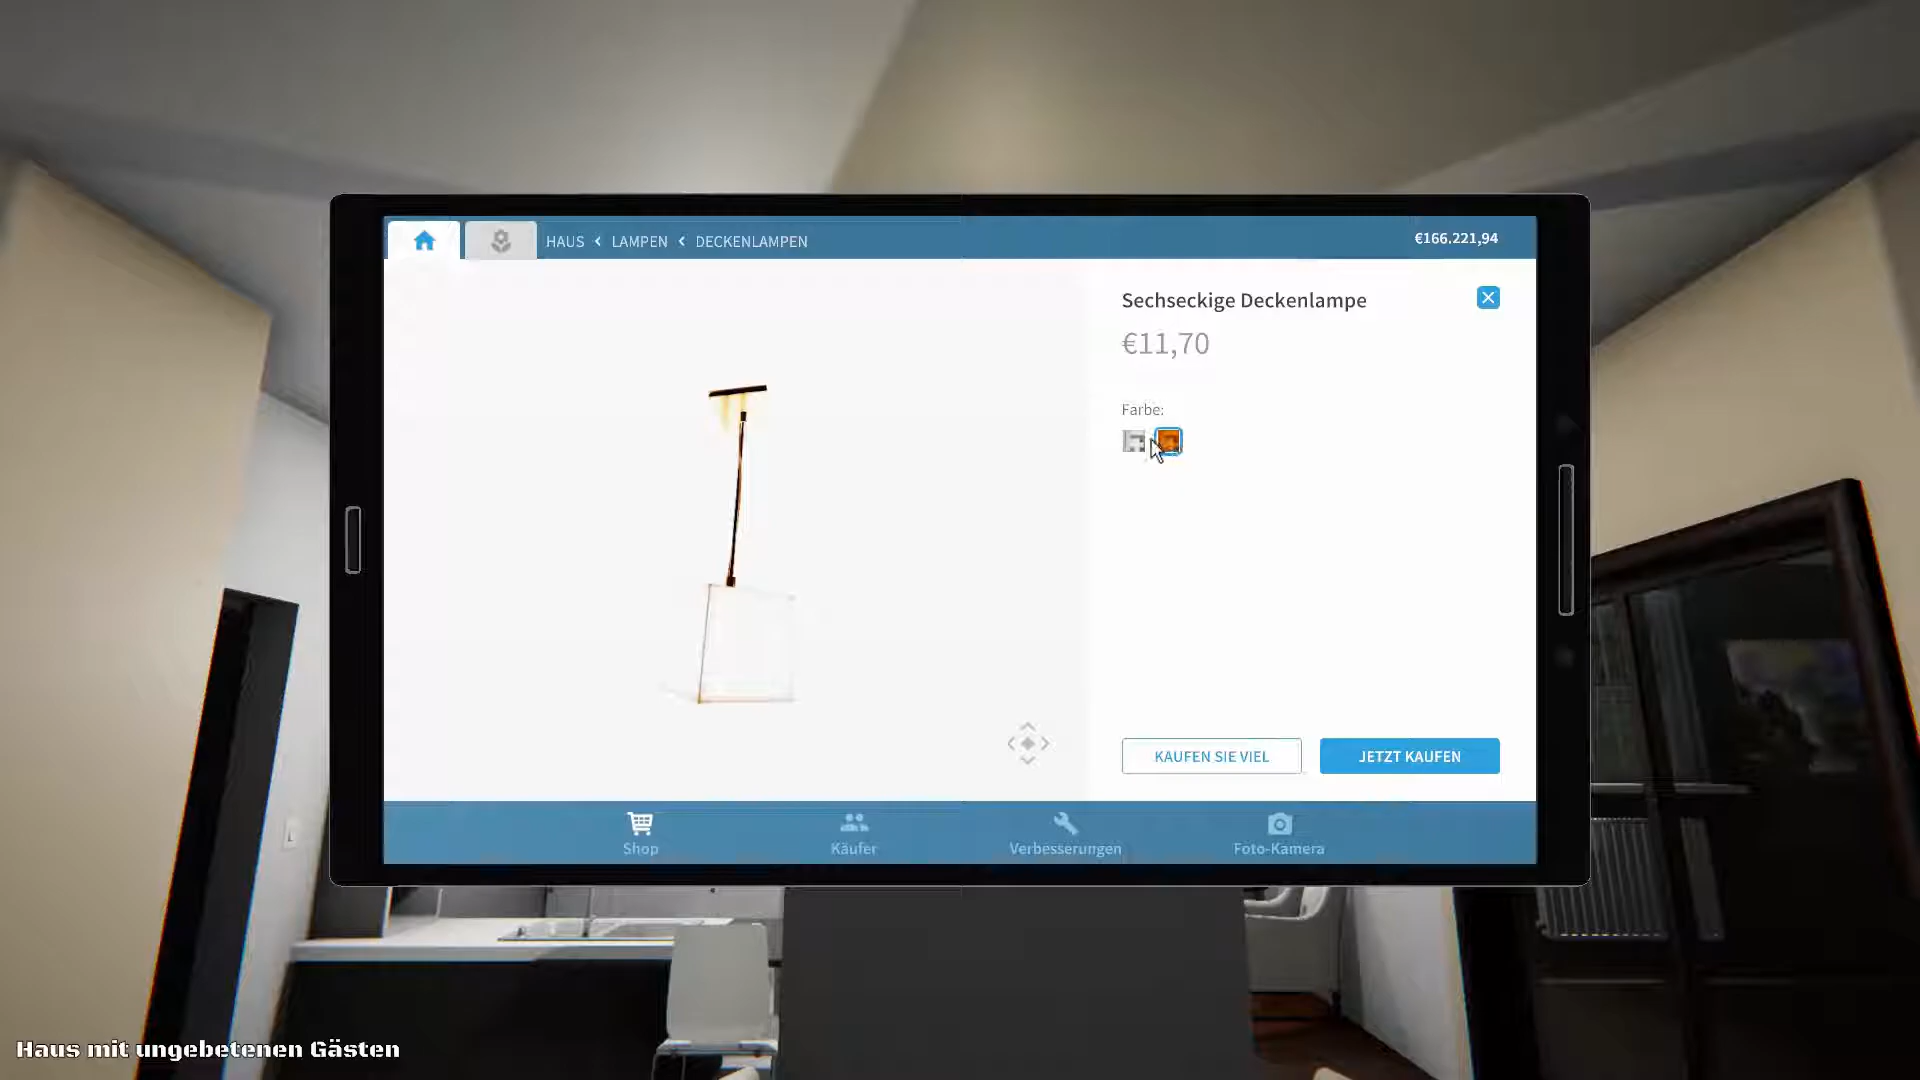 HAUS < LAMPEN < DECKENLAMPEN
€166.221,94
Sechseckige Deckenlampe
€11,70
Farbe:
KAUFEN SIE VIEL
JETZT KAUFEN
Shop
Käufer
Verbesserungen
Foto-Kamera
Haus mit ungebetenen Gästen